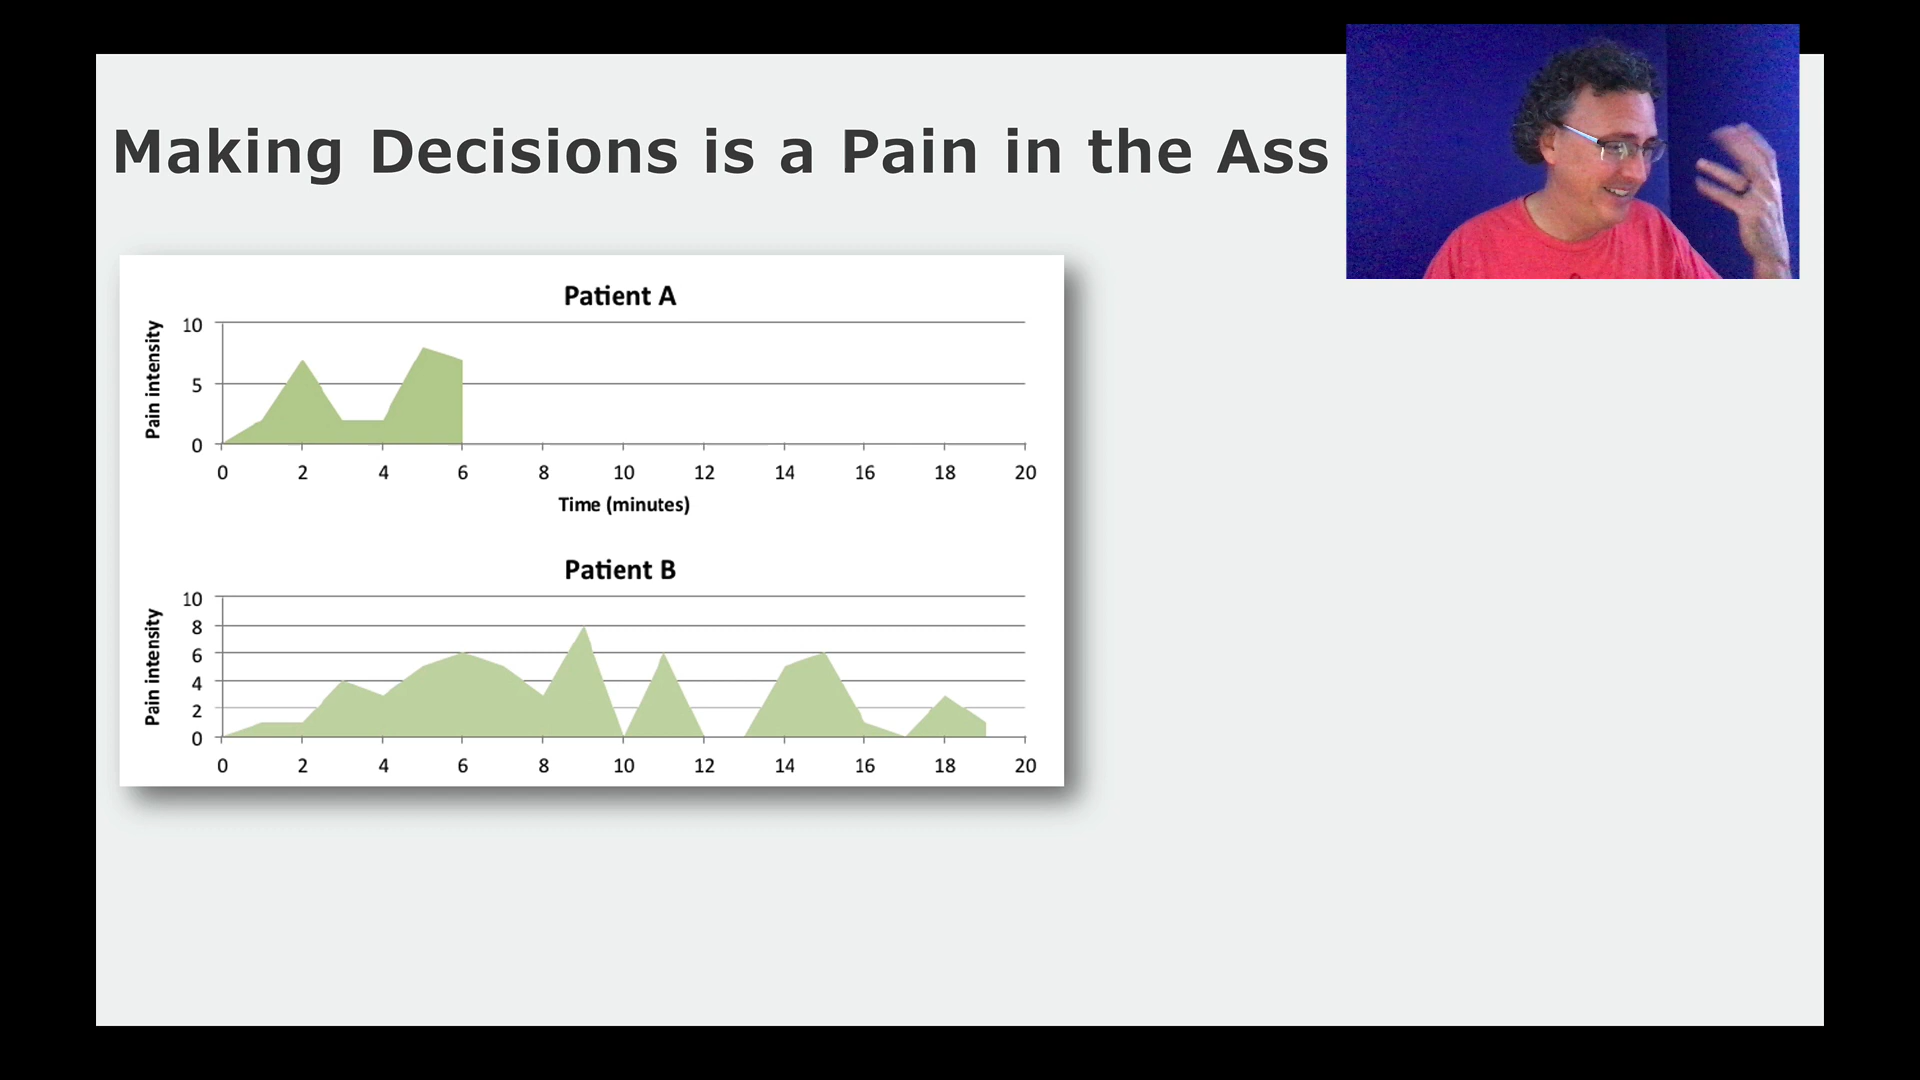 Making Decisions is a Pain in the Ass
Patient A
Pain intensity
10
5
0
0 2 4 6 8 10 12 14 16 18 20
Time (minutes)
Patient B
Pain intensity
10
8
6
4
2
0
0 2 4 6 8 10 12 14 16 18 20